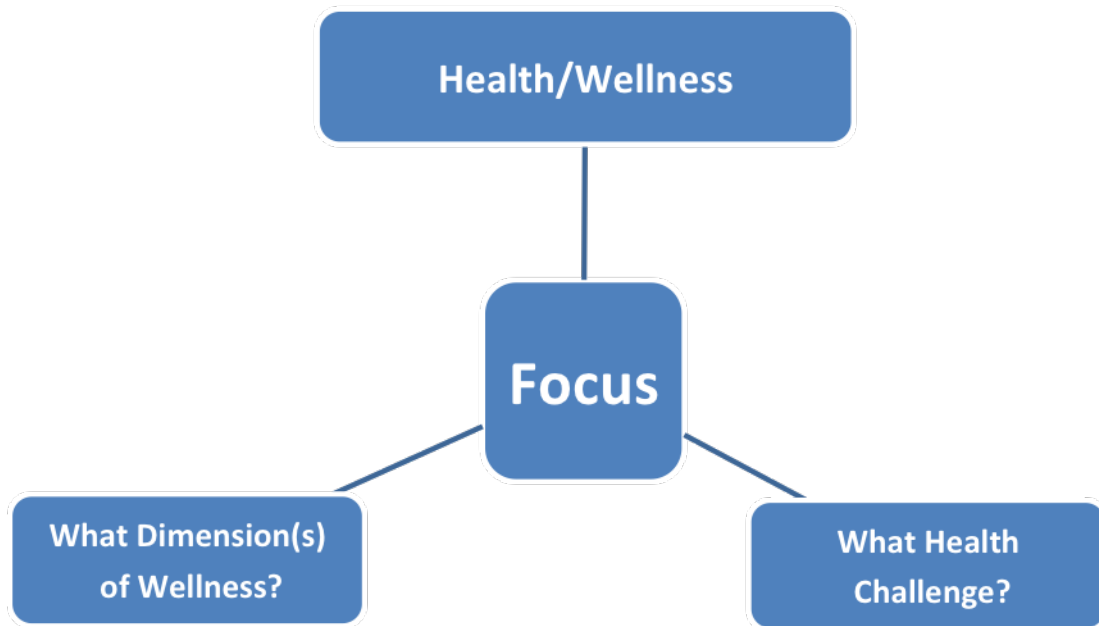 Health/Wellness
Focus
What Dimension(s)
of Wellness?
What Health
Challenge?